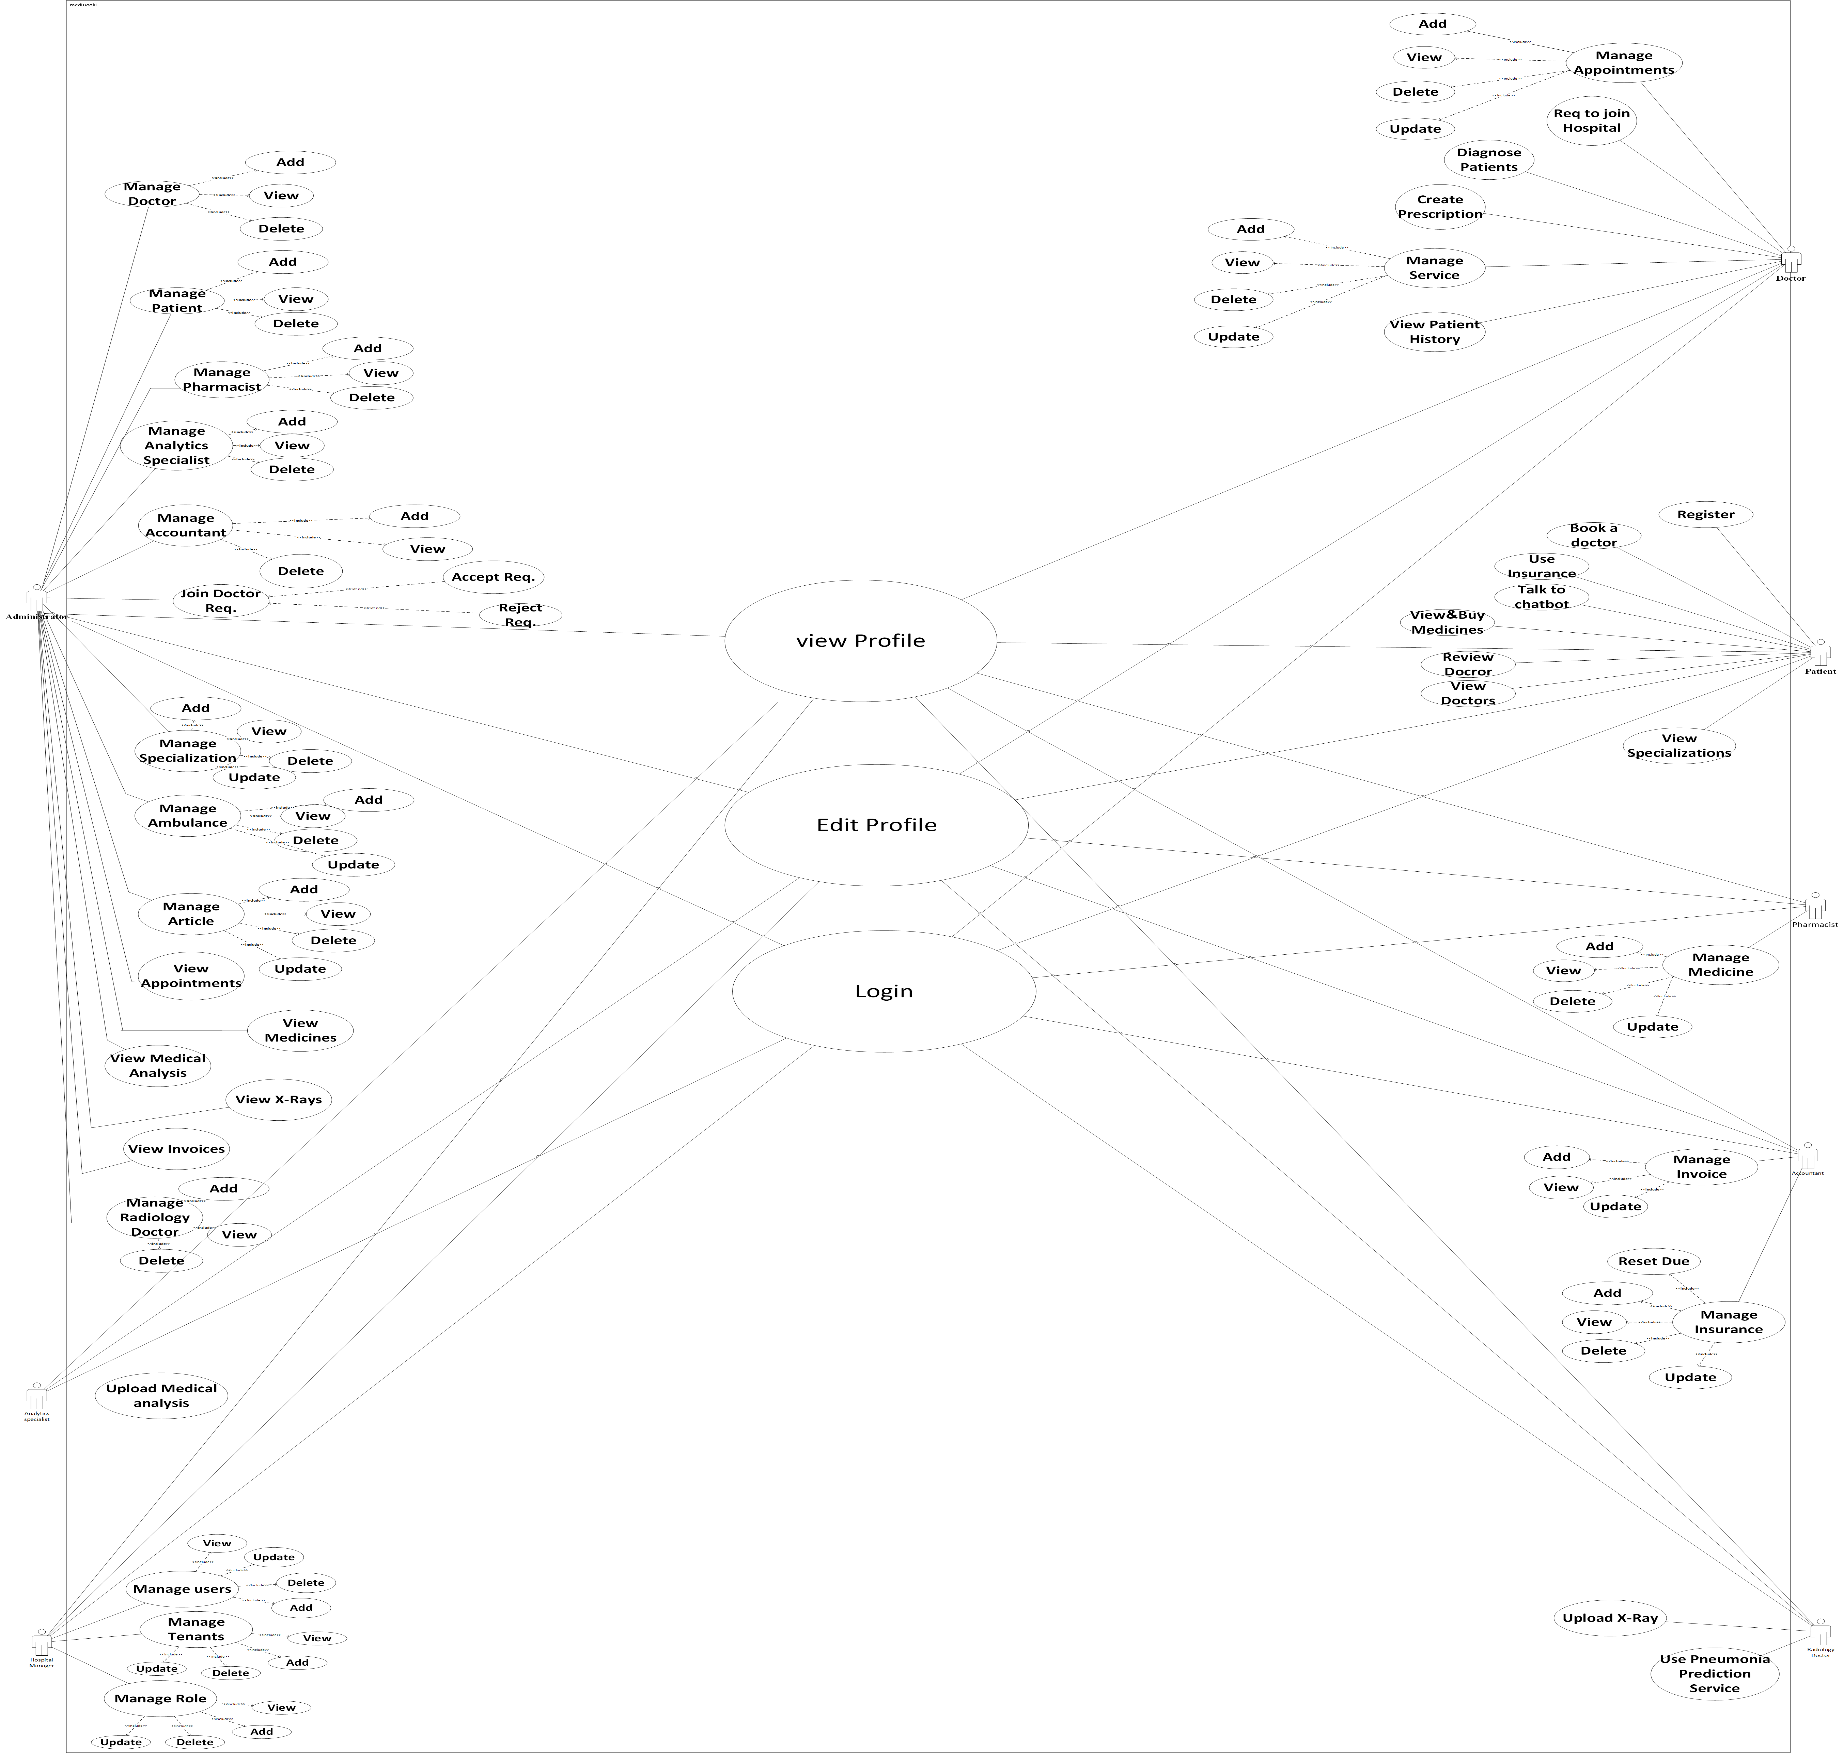 Add
Manage
Appointments
View
Delete
Update
Req to join
Hospital
Diagnose
Patients
Create
Prescription
Add
View
Manage
Service
Delete
Update
View Patient
History
Doctor
Add
Manage
Doctor
View
Delete
Add
Manage
Patient
View
Delete
Add
Manage
Pharmacist
View
Delete
Add
Manage
Analytics
Specialist
View
Delete
Manage
Accountant
Add
View
Delete
Accept Req.
Join Doctor
Req.
Reject
Req.
Administrator
Register
Book a
doctor
Use
Insurance
Talk to
chatbot
View&Buy
Medicines
Review
Docror
View
Doctors
View
Specializations
Patient
view Profile
Edit Profile
Login
Add
View
Manage
Specialization
Delete
Update
Add
Manage
Ambulance
View
Delete
Update
Add
Manage
Article
View
Delete
Update
View
Appointments
View
Medicines
View Medical
Analysis
View X-Rays
View Invoices
Add
Manage
Radiology
Doctor
View
Delete
Pharmacist
Add
Manage
Medicine
View
Delete
Update
Accountant
Add
Manage
Invoice
View
Update
Reset Due
Add
Manage
Insurance
View
Delete
Update
Upload Medical
analysis
specialist
View
Update
Manage users
Delete
Add
Manage
Tenants
View
Add
Update
Delete
Hospital
Manager
Manage Role
View
Add
Update
Delete
Upload X-Ray
Use Pneumonia
Prediction
Service
Radiology
Doctor